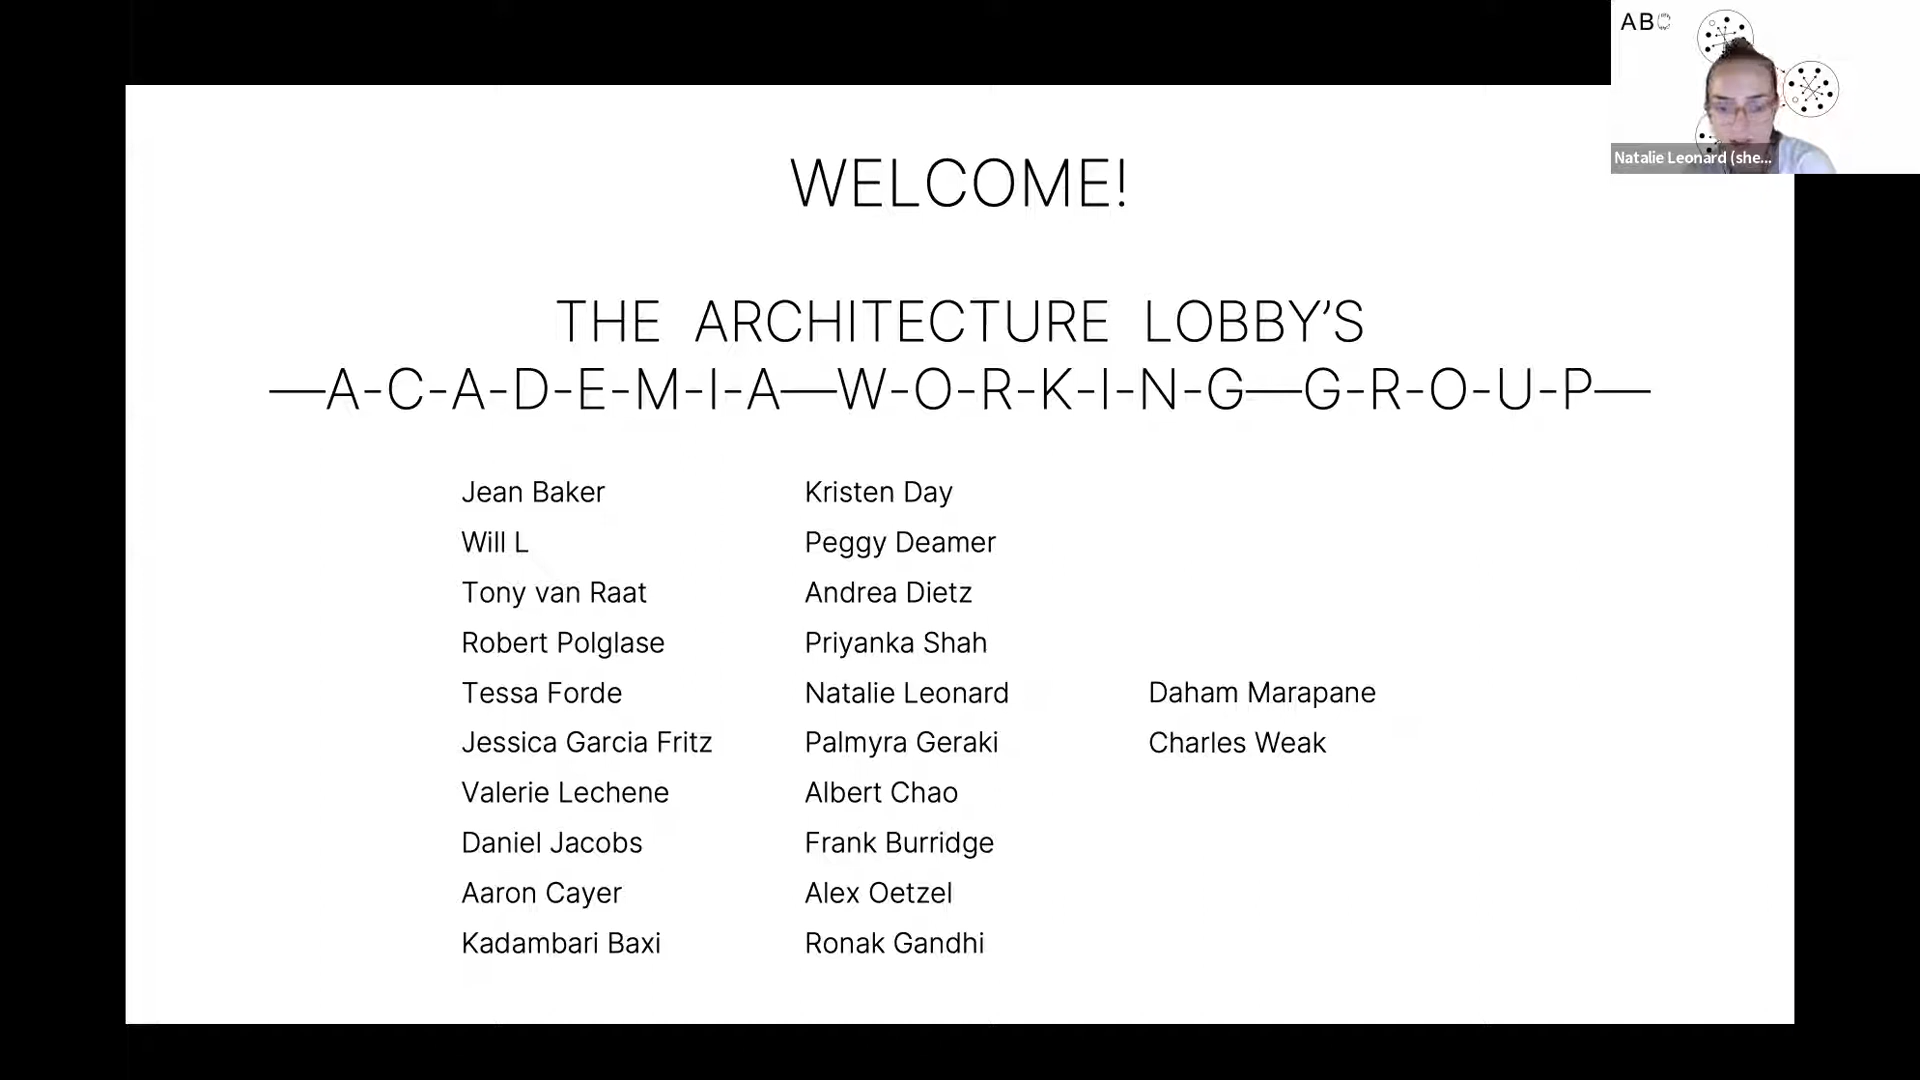 ABC
Natalie Leonard (she...
WELCOME!
THE ARCHITECTURE LOBBY’S
—A-C-A-D-E-M-I-A—W-O-R-K-I-N-G—G-R-O-U-P—
Jean Baker
Will L
Tony van Raat
Robert Polglase
Tessa Forde
Jessica Garcia Fritz
Valerie Lechene
Daniel Jacobs
Aaron Cayer
Kadambari Baxi
Kristen Day
Peggy Deamer
Andrea Dietz
Priyanka Shah
Natalie Leonard
Palmyra Geraki
Albert Chao
Frank Burridge
Alex Oetzel
Ronak Gandhi
Daham Marapane
Charles Weak